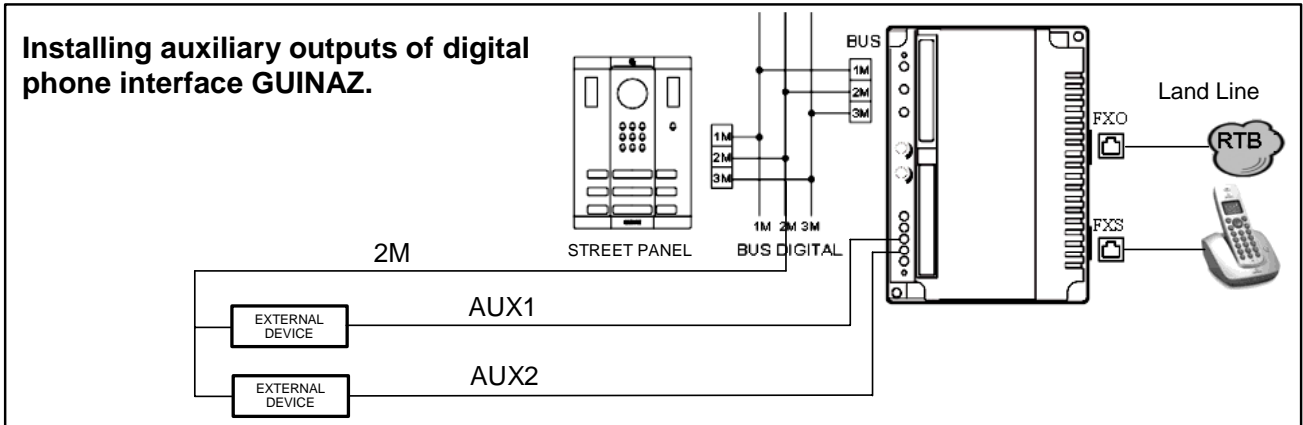 Installing auxiliary outputs of digital
phone interface GUINAZ.
BUS
1M
2M
3M
Land Line
FXO
RTB
1M
2M
3M
FXS
1M 2M 3M
STREET PANEL
BUS DIGITAL
2M
AUX1
EXTERNAL
DEVICE
AUX2
EXTERNAL
DEVICE